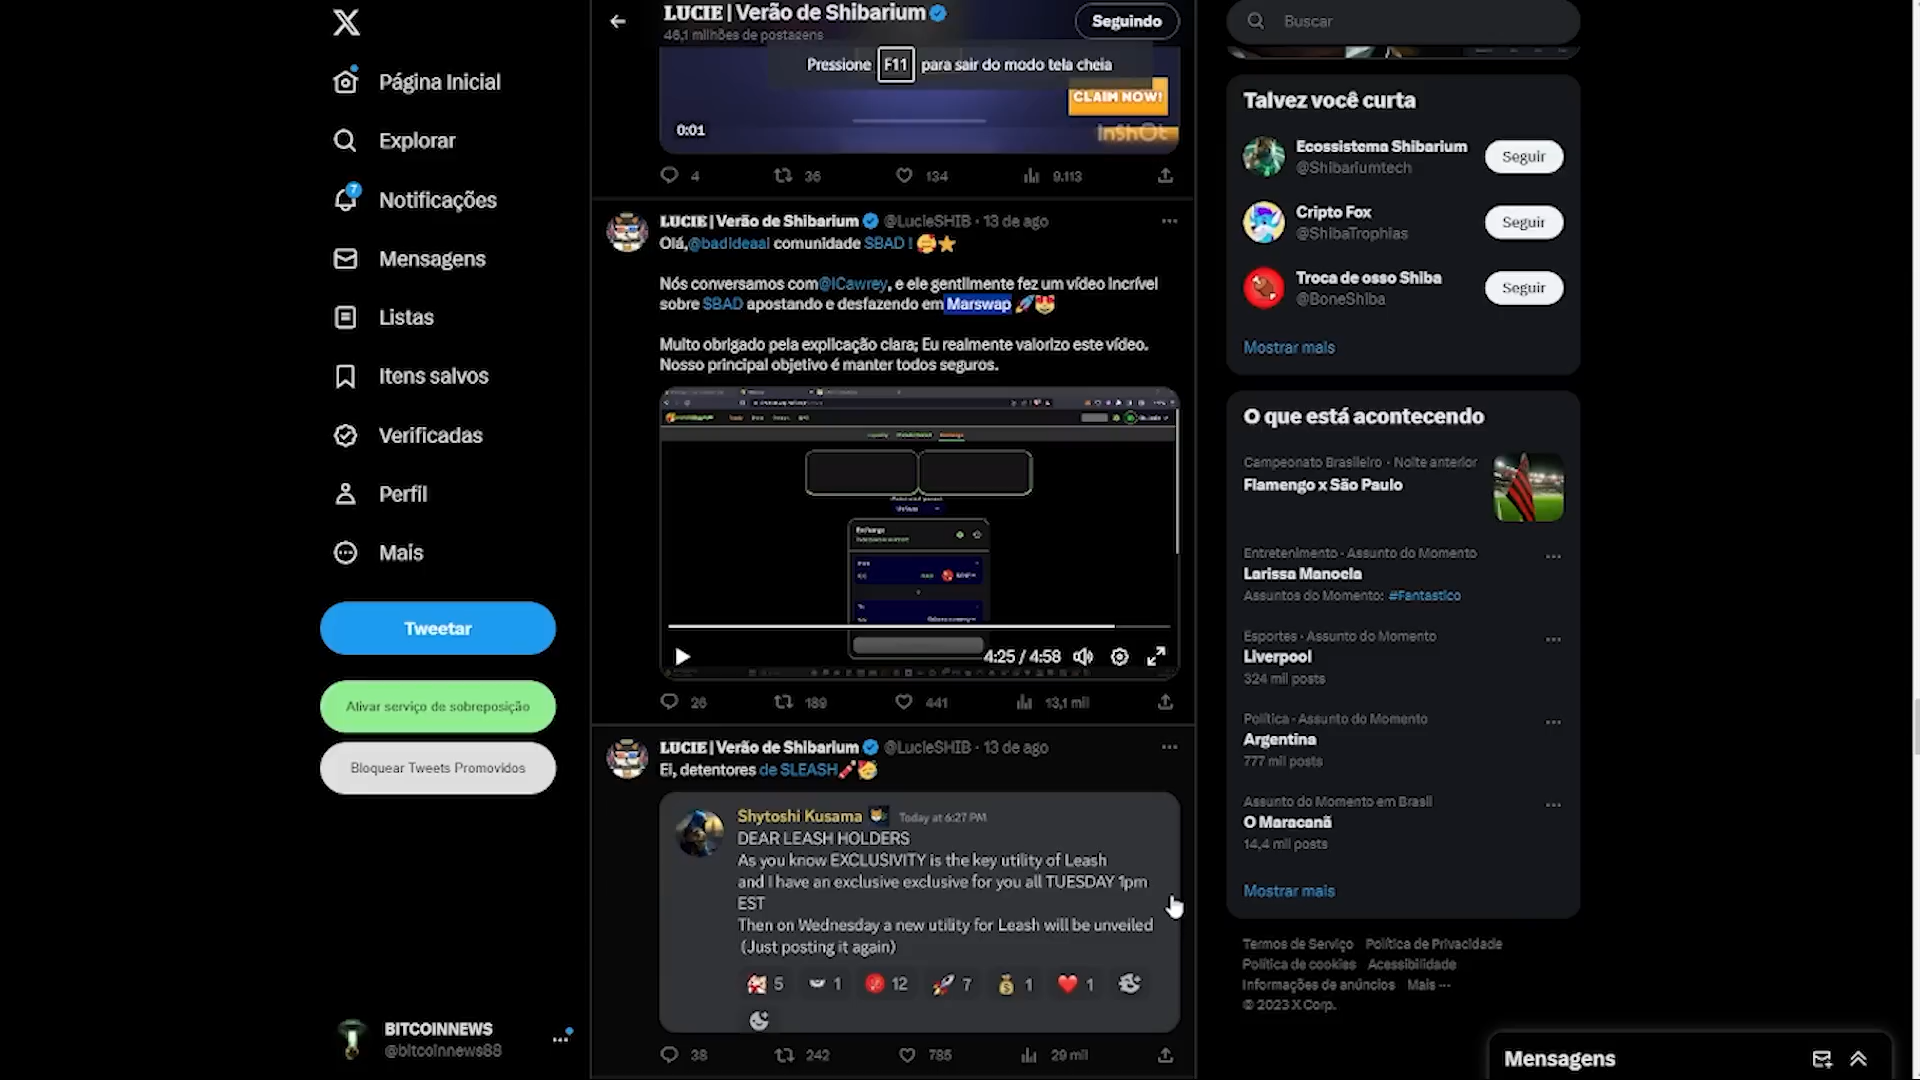 Página Inicial
Explorar
7
Notificações
Mensagens
Listas
Itens salvos
Verificadas
Perfil
Mais
Tweetar
Ativar serviço de sobreposição
Bloquear Tweets Promovidos
BITCOINNEWS
@bitcoinnews88
LUCIE | Verão de Shibarium
46,1 milhões de postagens
Seguindo
Pressione F11 para sair do modo tela cheia
CLAIM NOW!
0:01
InShOt
4 36 134 9.113
LUCIE | Verão de Shibarium @LucieSHIB · 13 de ago
Olá,@badideaai comunidade SBAD !
Nós conversamos com@ICawrey, e ele gentilmente fez um vídeo incrível
sobre SBAD apostando e desfazendo em Marswap
Muito obrigado pela explicação clara; Eu realmente valorizo este vídeo.
Nosso principal objetivo é manter todos seguros.
Exchange
4:25 / 4:58
26 189 441 13,1 mil
LUCIE | Verão de Shibarium @LucieSHIB · 13 de ago
Ei, detentores de SLEASH
Shytoshi Kusama Today at 6:27 PM
DEAR LEASH HOLDERS
As you know EXCLUSIVITY is the key utility of Leash
and I have an exclusive exclusive for you all TUESDAY 1pm
EST
Then on Wednesday a new utility for Leash will be unveiled
(Just posting it again)
5 1 12 7 1 1
38 242 785 29 mil
Buscar
Talvez você curta
Ecossistema Shibarium
@Shibariumtech
Seguir
Cripto Fox
@ShibaTrophias
Seguir
Troca de osso Shiba
@BoneShiba
Seguir
Mostrar mais
O que está acontecendo
Campeonato Brasileiro · Noite anterior
Flamengo x São Paulo
Entretenimento · Assunto do Momento
Larissa Manoela
Assuntos do Momento: #Fantastico
Esportes · Assunto do Momento
Liverpool
324 mil posts
Política · Assunto do Momento
Argentina
777 mil posts
Assunto do Momento em Brasil
O Maracanã
14,4 mil posts
Mostrar mais
Termos de Serviço Política de Privacidade
Política de cookies Acessibilidade
Informações de anúncios Mais ···
© 2023 X Corp.
Mensagens